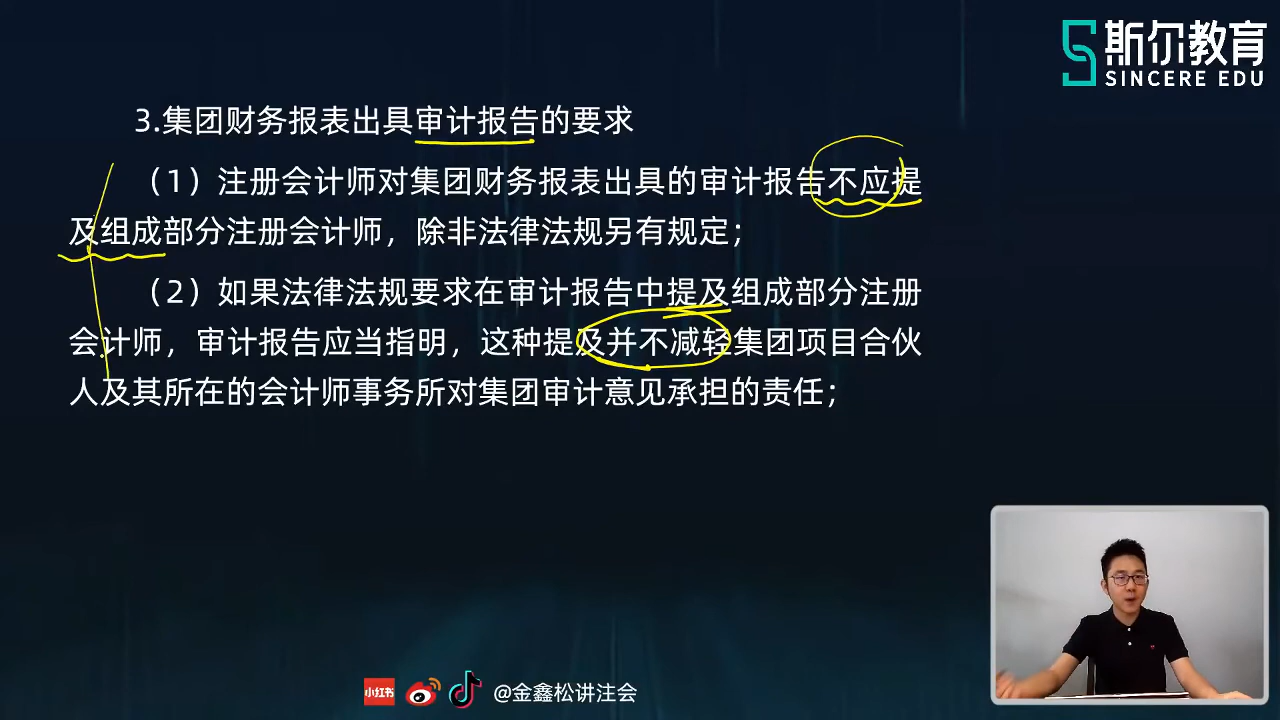 斯尔教育
SINCERE EDU
3.集团财务报表出具审计报告的要求
（1）注册会计师对集团财务报表出具的审计报告不应提
及组成部分注册会计师，除非法律法规另有规定；
（2）如果法律法规要求在审计报告中提及组成部分注册
会计师，审计报告应当指明，这种提及并不减轻集团项目合伙
人及其所在的会计师事务所对集团审计意见承担的责任；
小红书
@金鑫松讲注会